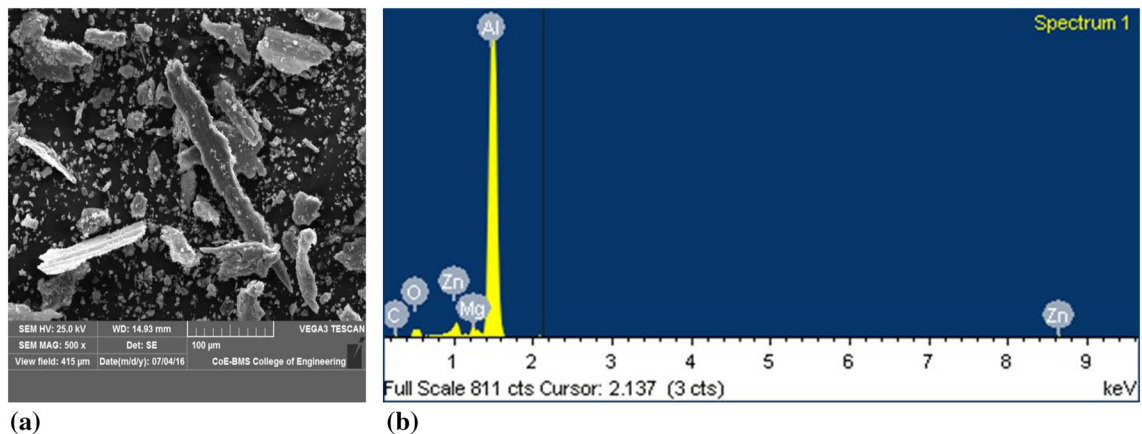 SEM HV: 25.0 kV WD: 14.93 mm VEGA3 TESCAN
SEM MAG: 500 x Det: SE 100 µm
View field: 415 µm Date(m/d/y): 07/04/16 CoE-BMS College of Engineering
(a)
Spectrum 1
Al
Zn
O
Mg
C
Zn
1 2 3 4 5 6 7 8 9
Full Scale 811 cts Cursor: 2.137 (3 cts) keV
(b)